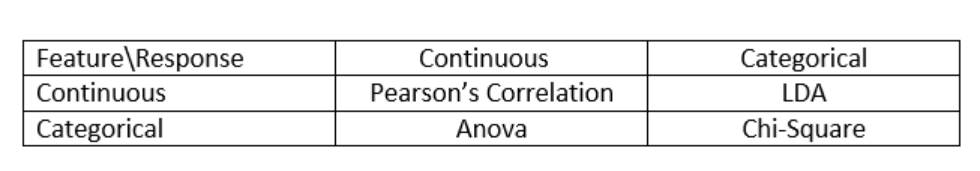 Feature\Response Continuous Categorical
Continuous Pearson’s Correlation LDA
Categorical Anova Chi-Square